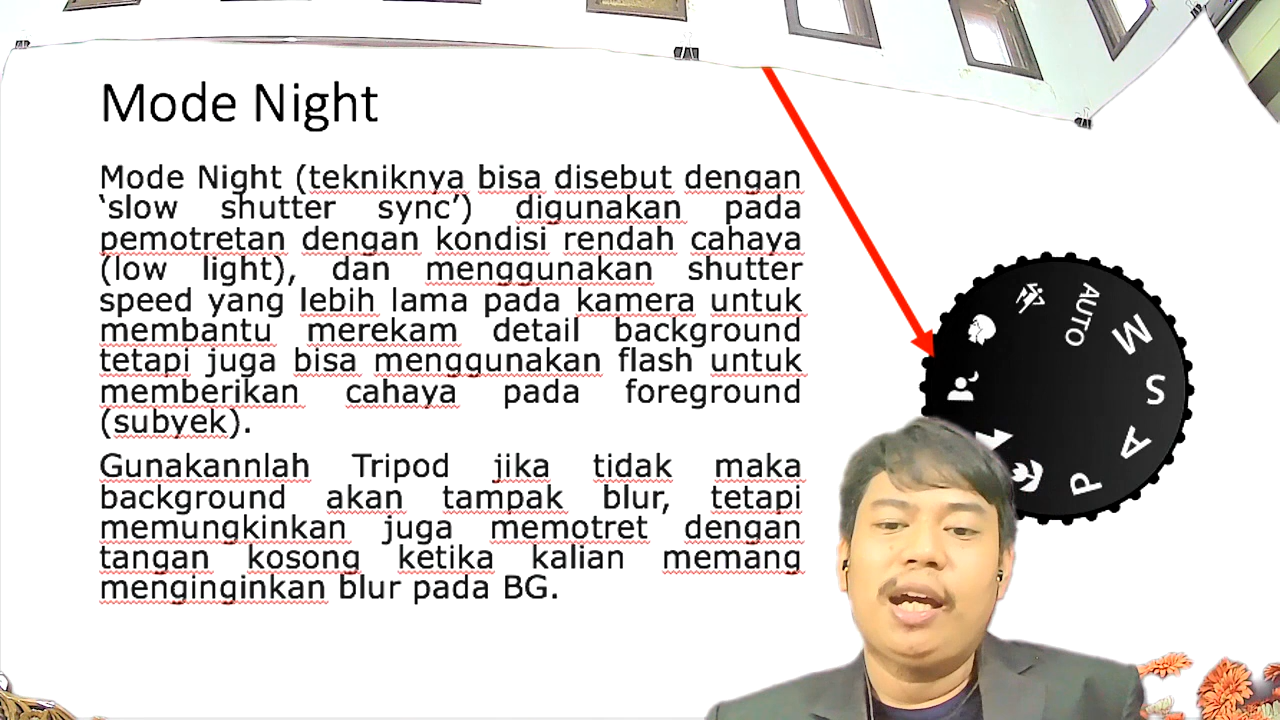 Mode Night
Mode Night (tekniknya bisa disebut dengan
‘slow shutter sync’) digunakan pada
pemotretan dengan kondisi rendah cahaya
(low light), dan menggunakan shutter
speed yang lebih lama pada kamera untuk
membantu merekam detail background
tetapi juga bisa menggunakan flash untuk
memberikan cahaya pada foreground
(subyek).
Gunakannlah Tripod jika tidak maka
background akan tampak blur, tetapi
memungkinkan juga memotret dengan
tangan kosong ketika kalian memang
menginginkan blur pada BG.
AUTO
M
S
A
P